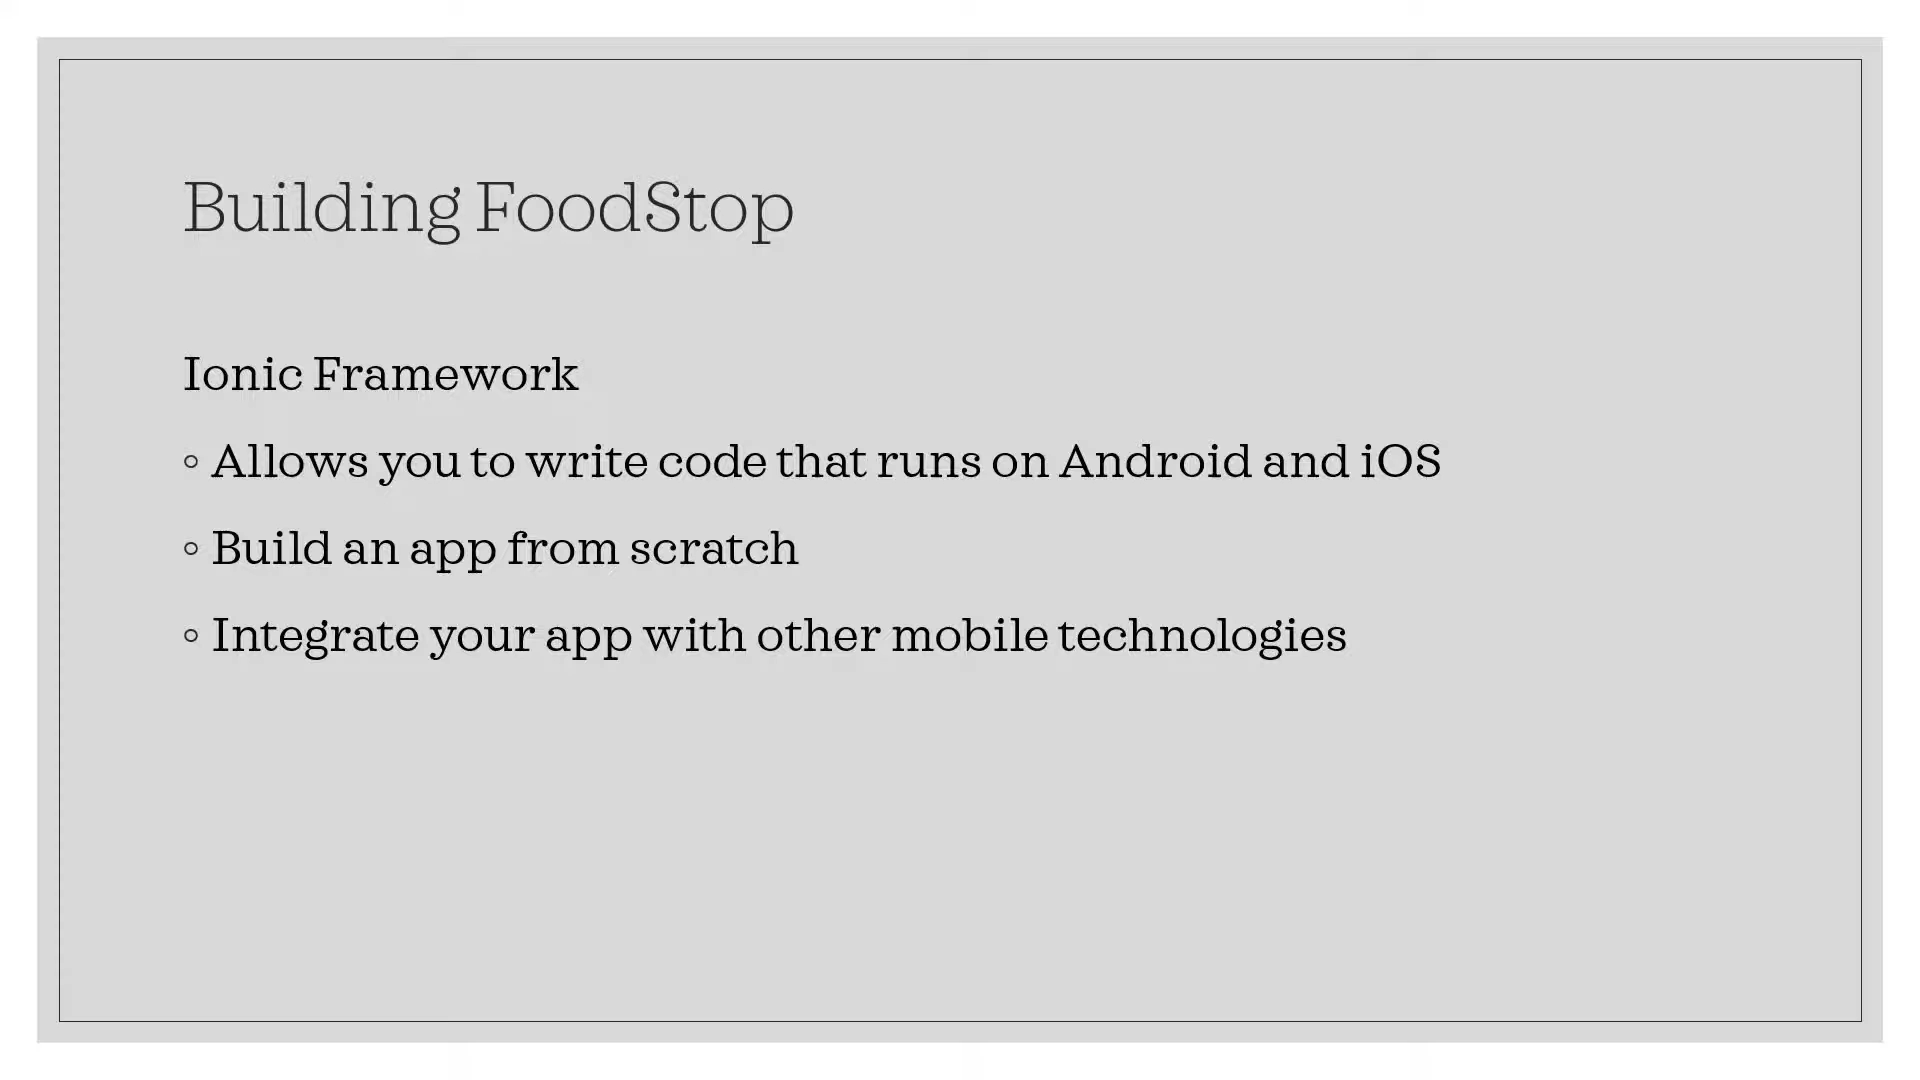 Building FoodStop
Ionic Framework
◦ Allows you to write code that runs on Android and iOS
◦ Build an app from scratch
◦ Integrate your app with other mobile technologies